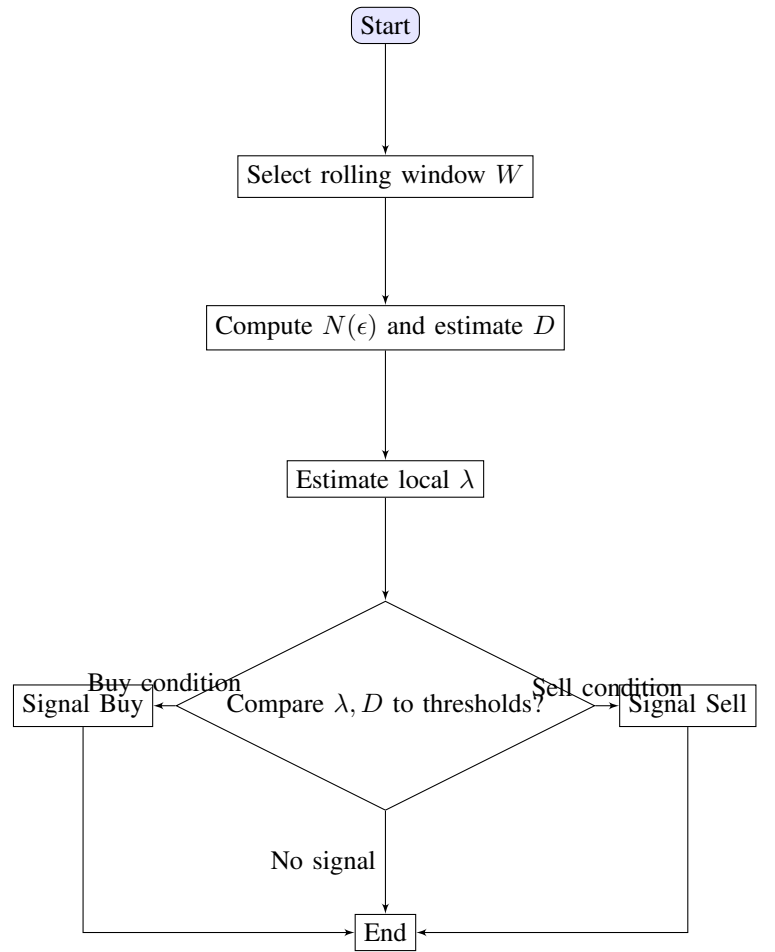 Start
Select rolling window W
Compute N(ϵ) and estimate D
Estimate local λ
Buy condition
Sell condition
Signal Buy
Compare λ, D to thresholds?
Signal Sell
No signal
End